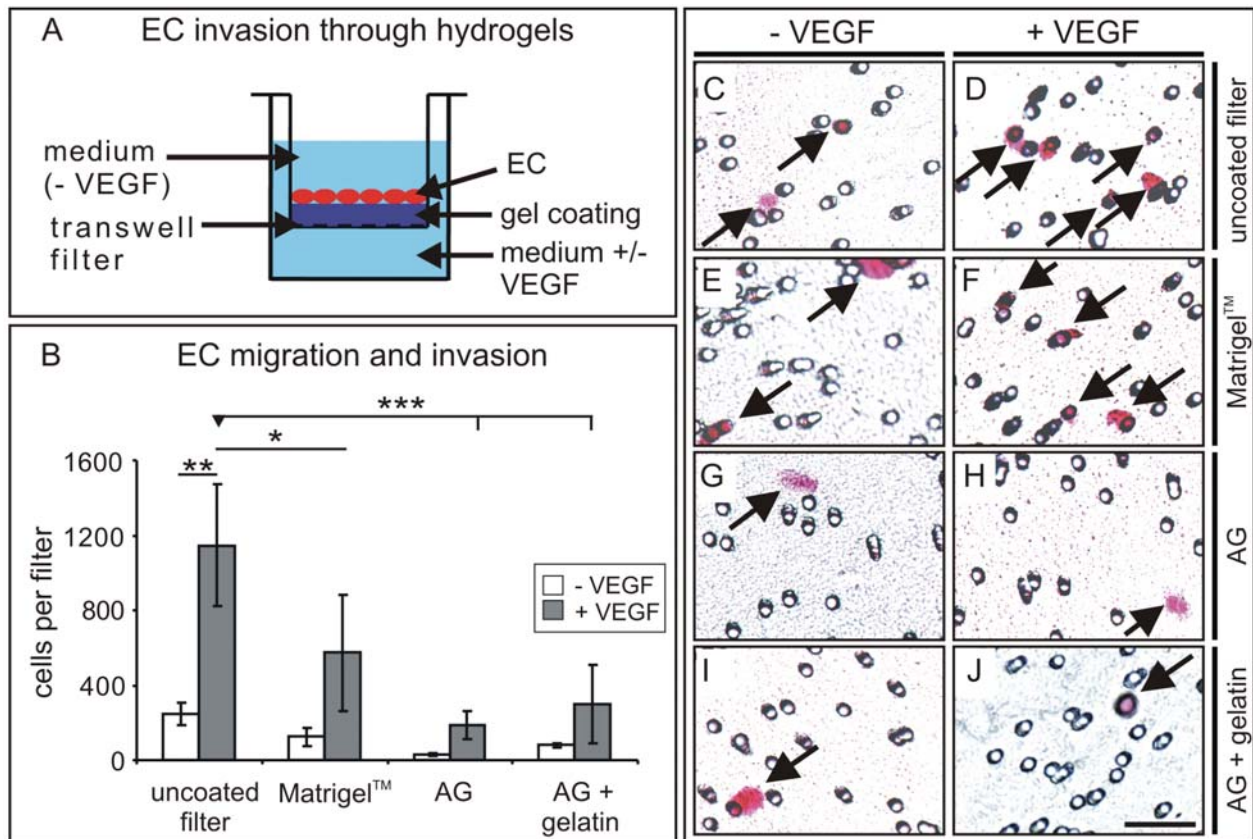 A EC invasion through hydrogels
medium
(- VEGF)
transwell
filter
EC
gel coating
medium +/-
VEGF
B EC migration and invasion
***
*
**
1600
1200
800
400
0
cells per filter
- VEGF
+ VEGF
uncoated
filter
Matrigel™
AG
AG +
gelatin
- VEGF
+ VEGF
C
D
uncoated filter
E
F
Matrigel™
G
H
AG
I
J
AG + gelatin